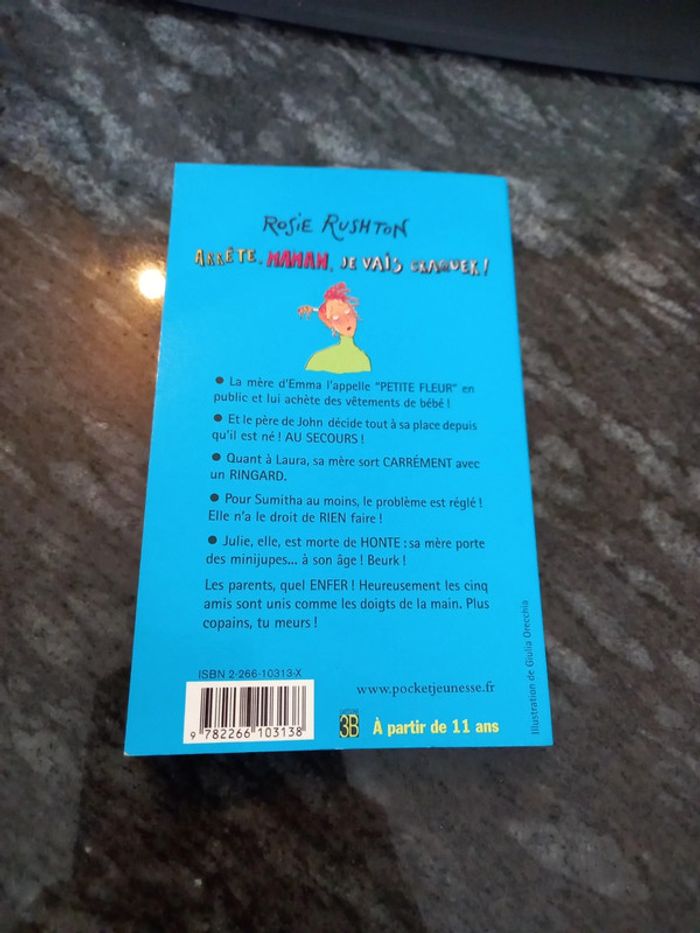 ROSIE RUSHTON
ARRÊTE, MAMAN, JE VAIS CRAQUER !
● La mère d'Emma l'appelle "PETITE FLEUR" en
public et lui achète des vêtements de bébé !
● Et le père de John décide tout à sa place depuis
qu'il est né ! AU SECOURS !
● Quant à Laura, sa mère sort CARRÉMENT avec
un RINGARD.
● Pour Sumitha au moins, le problème est réglé !
Elle n'a le droit de RIEN faire !
● Julie, elle, est morte de HONTE : sa mère porte
des minijupes... à son âge ! Beurk !
Les parents, quel ENFER ! Heureusement les cinq
amis sont unis comme les doigts de la main. Plus
copains, tu meurs !
Illustration de Giulia Orecchia
ISBN 2-266-10313-X
9 782266 103138
www.pocketjeunesse.fr
3B
À partir de 11 ans